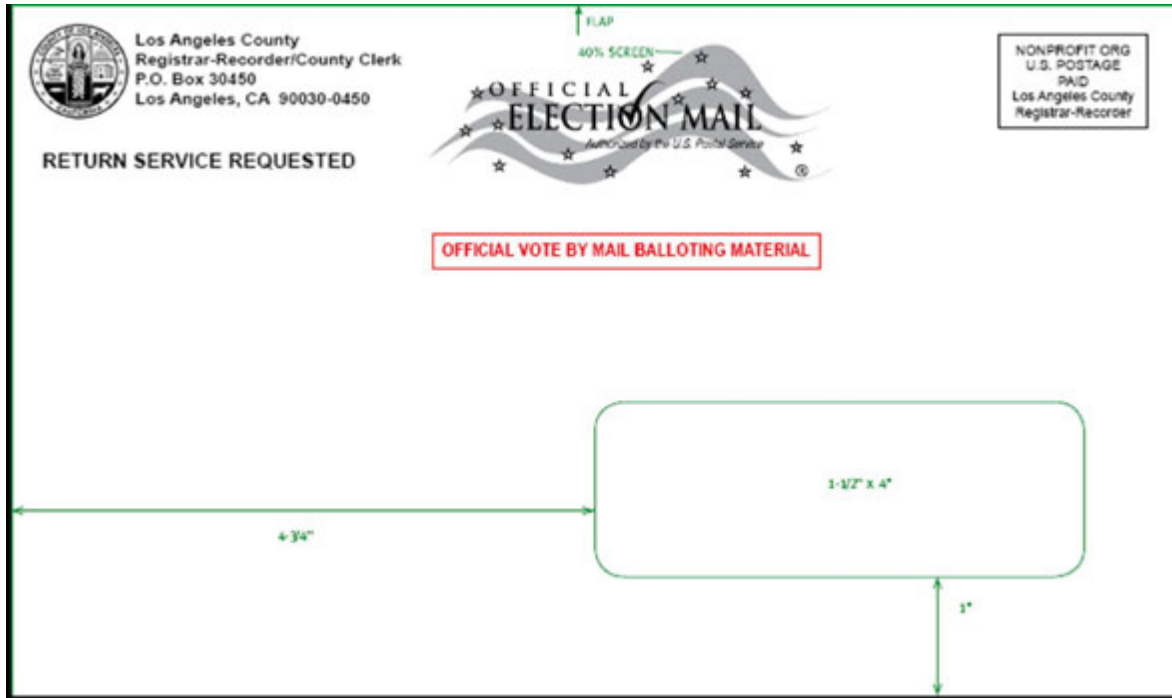 FLAP
Los Angeles County
Registrar-Recorder/County Clerk
P.O. Box 30450
Los Angeles, CA 90030-0450
RETURN SERVICE REQUESTED
40% SCREEN
OFFICIAL
ELECTION MAIL
Authorized by the U.S. Postal Service
®
NONPROFIT ORG
U.S. POSTAGE
PAID
Los Angeles County
Registrar-Recorder
OFFICIAL VOTE BY MAIL BALLOTING MATERIAL
1-1/2" X 4"
4-3/4"
1"